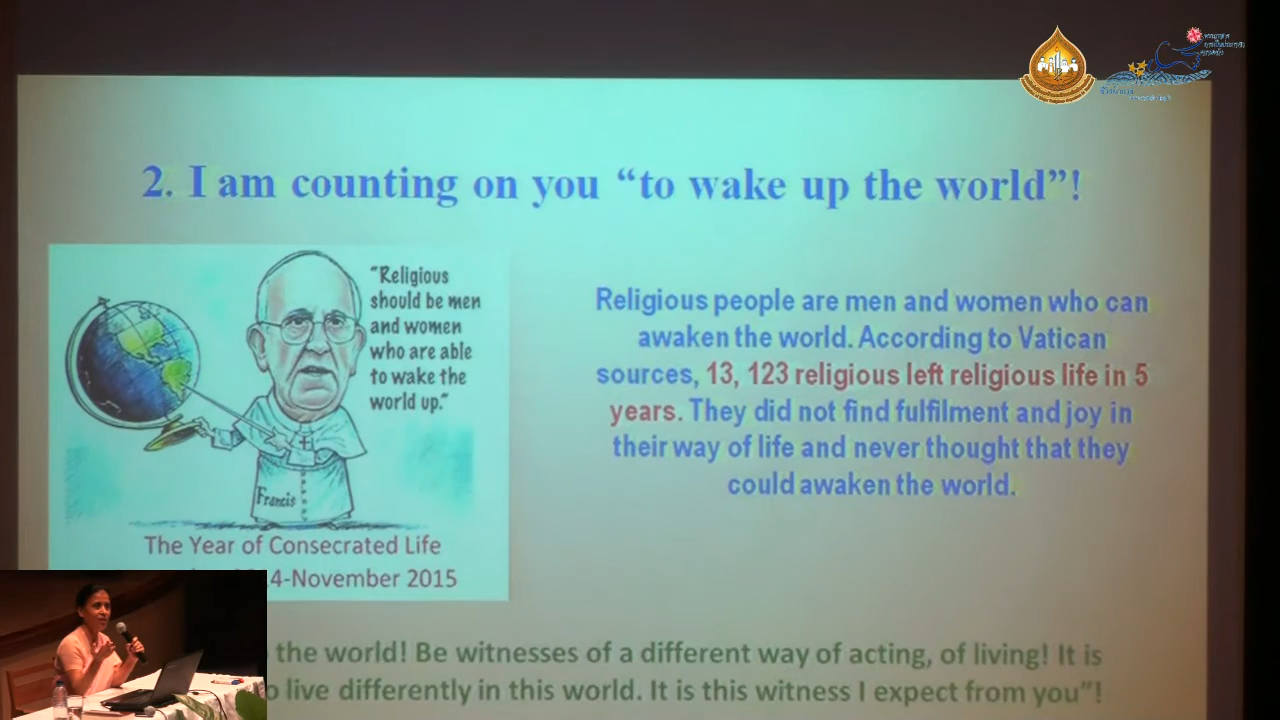 2. I am counting on you “to wake up the world”!
“Religious
should be men
and women
who are able
to wake the
world up.”
Francis
The Year of Consecrated Life
4-November 2015
Religious people are men and women who can
awaken the world. According to Vatican
sources, 13, 123 religious left religious life in 5
years. They did not find fulfilment and joy in
their way of life and never thought that they
could awaken the world.
the world! Be witnesses of a different way of acting, of living! It is
live differently in this world. It is this witness I expect from you”!